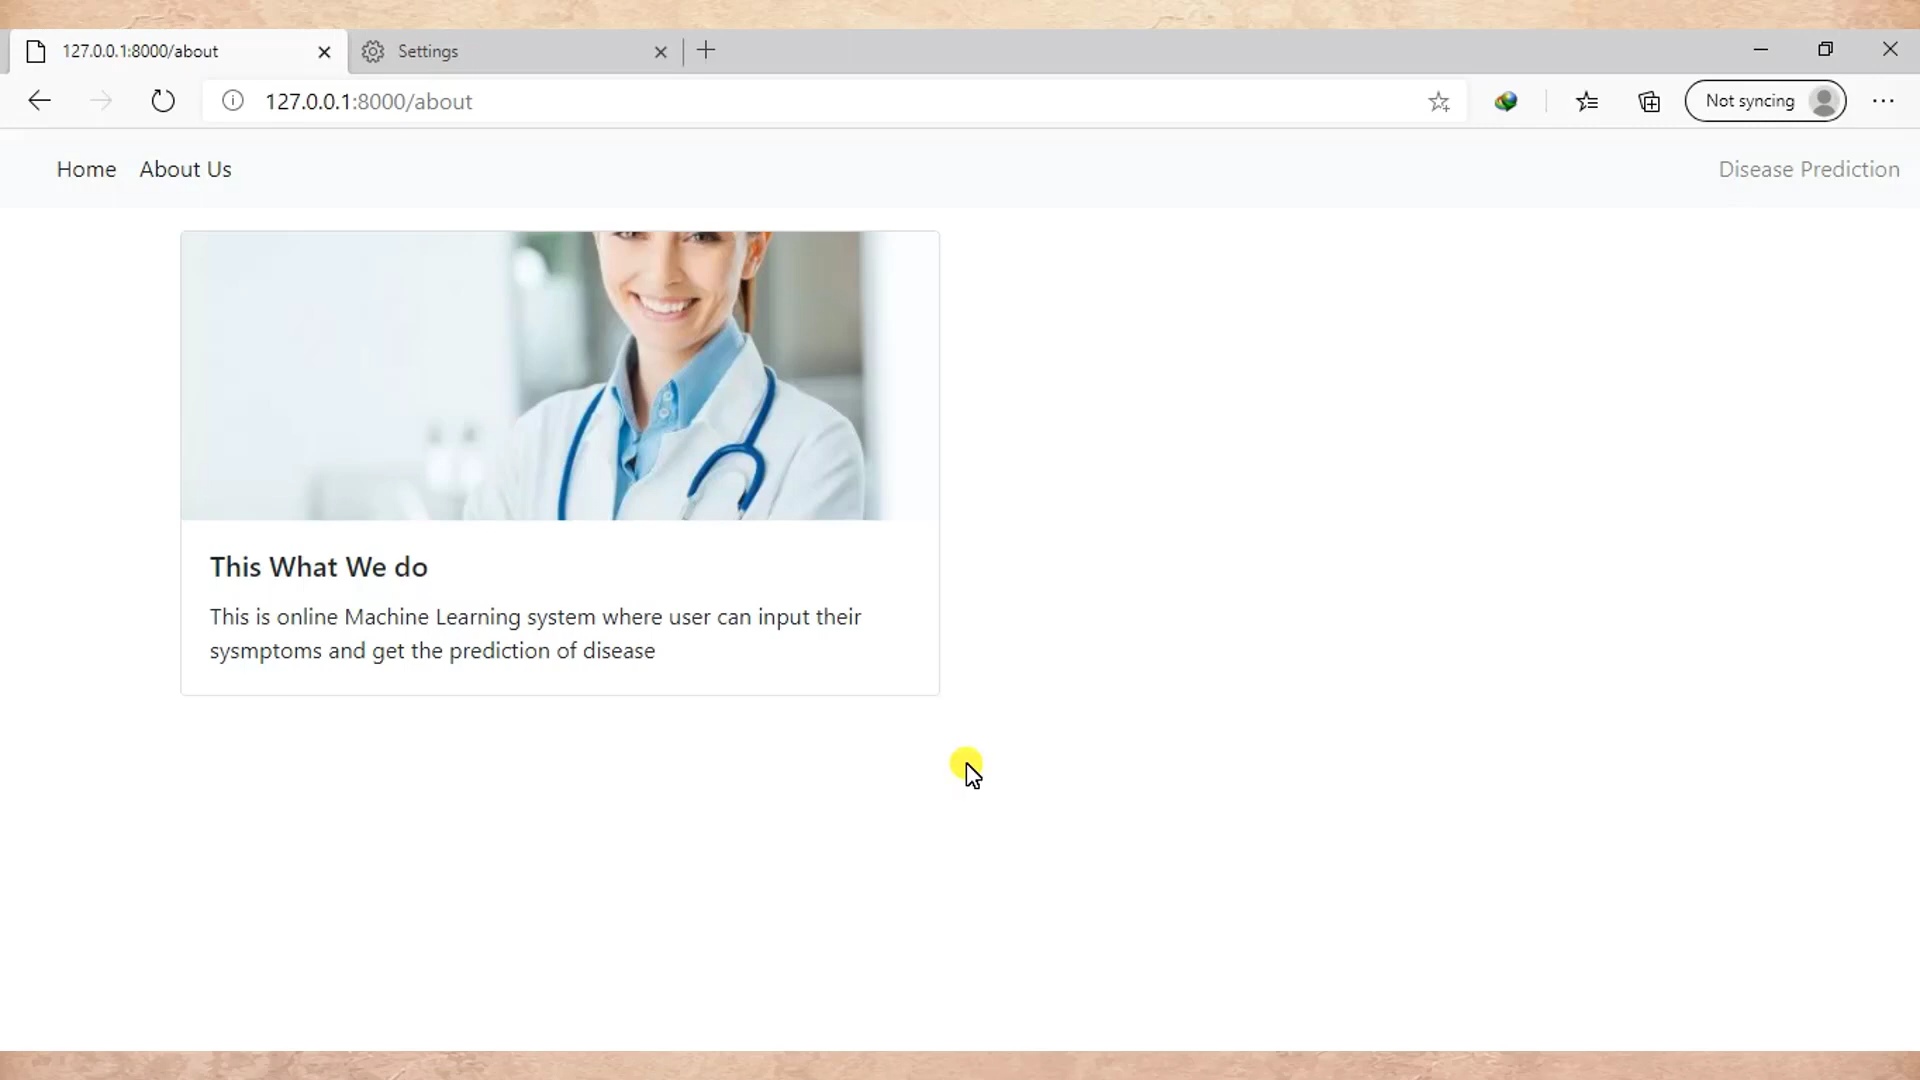 127.0.0.1:8000/about
Settings
127.0.0.1:8000/about
Not syncing
Home About Us
Disease Prediction
This What We do
This is online Machine Learning system where user can input their
sysmptoms and get the prediction of disease